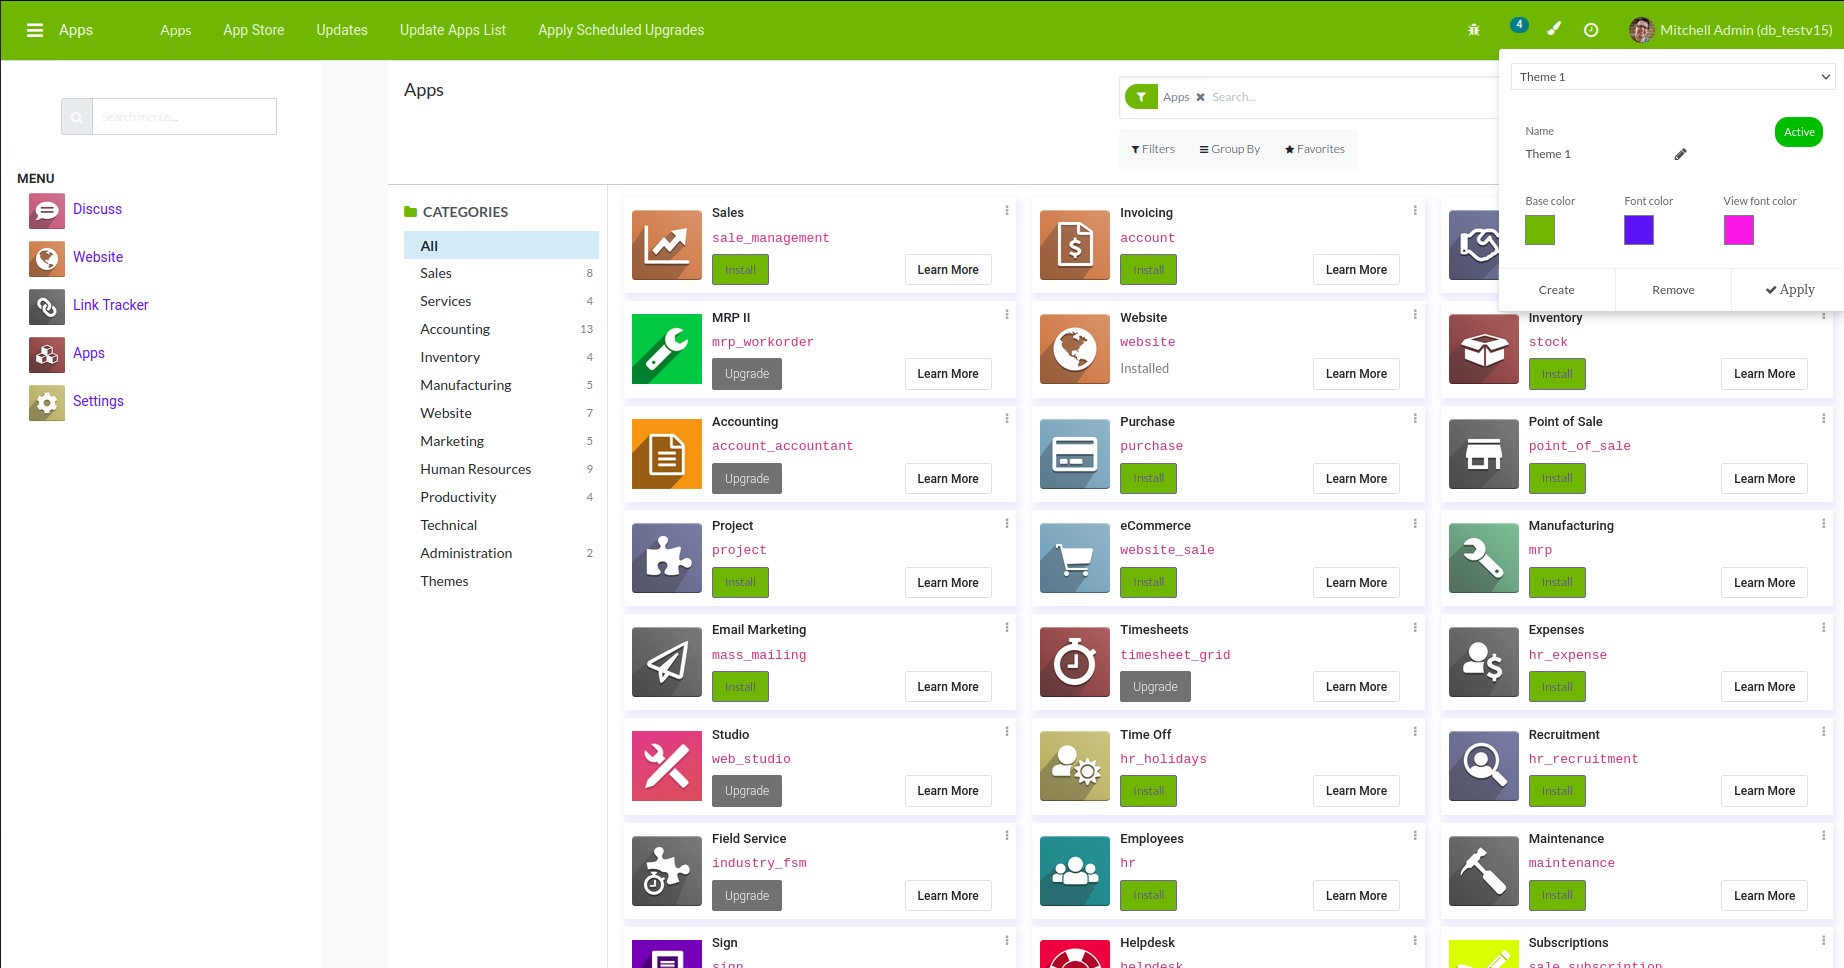 Apps
Apps
App Store
Updates
Update Apps List
Apply Scheduled Upgrades
4
Mitchell Admin (db_testv15)
Search menus...
MENU
Discuss
Website
Link Tracker
Apps
Settings
Apps
Apps
Search...
Filters
Group By
Favorites
Theme 1
Name
Active
Theme 1
Base color
Font color
View font color
Create
Remove
Apply
CATEGORIES
All
Sales 8
Services 4
Accounting 13
Inventory 4
Manufacturing 5
Website 7
Marketing 5
Human Resources 9
Productivity 4
Technical
Administration 2
Themes
Sales
sale_management
Install
Learn More
Invoicing
account
Install
Learn More
MRP II
mrp_workorder
Upgrade
Learn More
Website
website
Installed
Learn More
Inventory
stock
Install
Learn More
Accounting
account_accountant
Upgrade
Learn More
Purchase
purchase
Install
Learn More
Point of Sale
point_of_sale
Install
Learn More
Project
project
Install
Learn More
eCommerce
website_sale
Install
Learn More
Manufacturing
mrp
Install
Learn More
Email Marketing
mass_mailing
Install
Learn More
Timesheets
timesheet_grid
Upgrade
Learn More
Expenses
hr_expense
Install
Learn More
Studio
web_studio
Upgrade
Learn More
Time Off
hr_holidays
Install
Learn More
Recruitment
hr_recruitment
Install
Learn More
Field Service
industry_fsm
Upgrade
Learn More
Employees
hr
Install
Learn More
Maintenance
maintenance
Install
Learn More
Sign
sign
Helpdesk
helpdesk
Subscriptions
sale_subscription